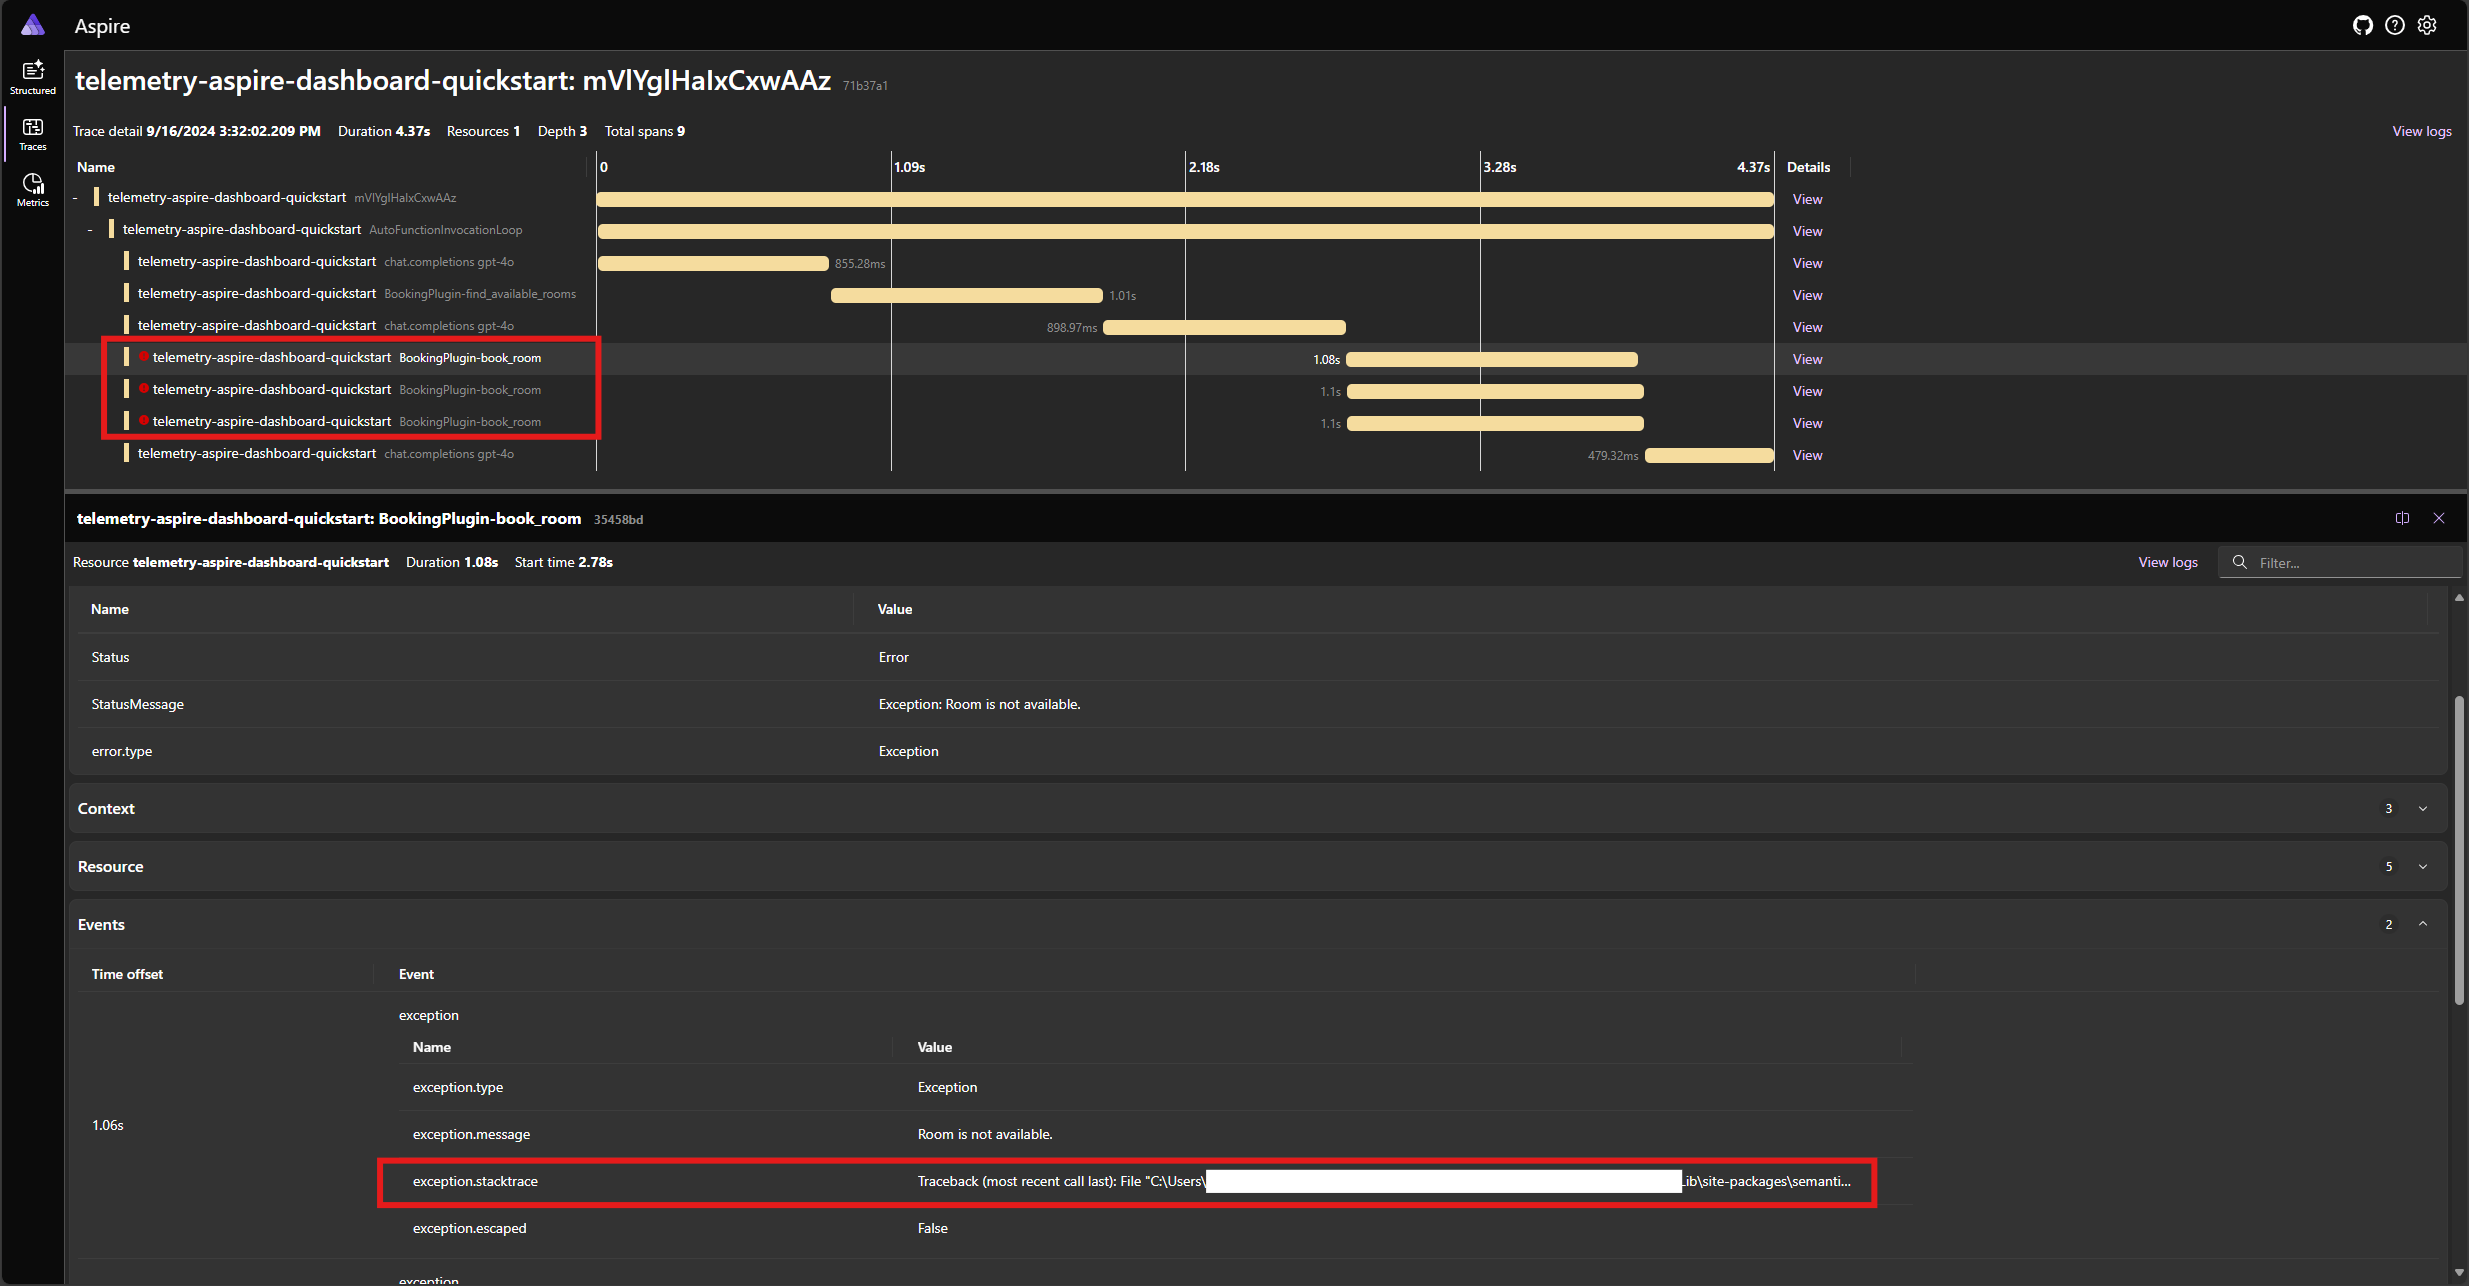 Aspire
Structured
Traces
Metrics
telemetry-aspire-dashboard-quickstart: mVlYglHaIxCxwAAz 71b37a1
Trace detail 9/16/2024 3:32:02.209 PM Duration 4.37s Resources 1 Depth 3 Total spans 9 View logs
Name 0 1.09s 2.18s 3.28s 4.37s Details
- telemetry-aspire-dashboard-quickstart mVlYglHaIxCxwAAz View
- telemetry-aspire-dashboard-quickstart AutoFunctionInvocationLoop View
telemetry-aspire-dashboard-quickstart chat.completions gpt-4o 855.28ms View
telemetry-aspire-dashboard-quickstart BookingPlugin-find_available_rooms 1.01s View
telemetry-aspire-dashboard-quickstart chat.completions gpt-4o 898.97ms View
telemetry-aspire-dashboard-quickstart BookingPlugin-book_room 1.08s View
telemetry-aspire-dashboard-quickstart BookingPlugin-book_room 1.1s View
telemetry-aspire-dashboard-quickstart BookingPlugin-book_room 1.1s View
telemetry-aspire-dashboard-quickstart chat.completions gpt-4o 479.32ms View
telemetry-aspire-dashboard-quickstart: BookingPlugin-book_room 35458bd
Resource telemetry-aspire-dashboard-quickstart Duration 1.08s Start time 2.78s View logs Filter...
Name Value
Status Error
StatusMessage Exception: Room is not available.
error.type Exception
Context 3
Resource 5
Events 2
Time offset Event
exception
Name Value
exception.type Exception
1.06s
exception.message Room is not available.
exception.stacktrace Traceback (most recent call last): File "C:\Users\ ib\site-packages\semanti...
exception.escaped False
exception